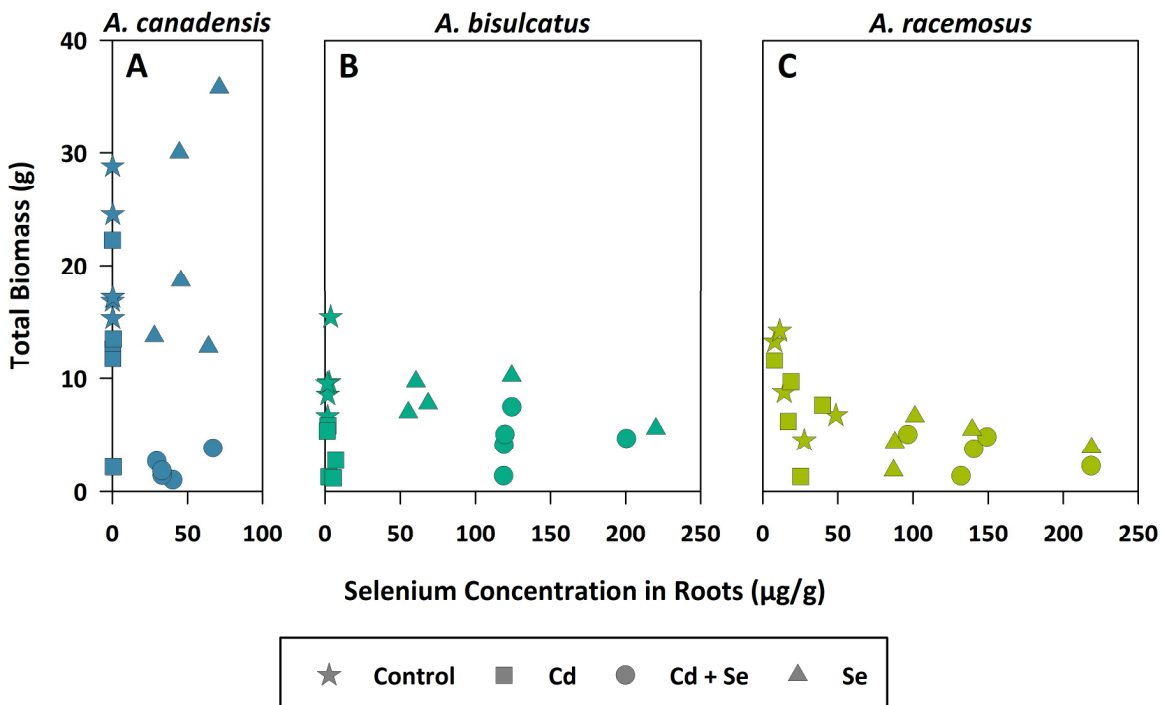 A. canadensis A. bisulcatus A. racemosus
A B C
40
30
20
10
0
Total Biomass (g)
0 50 100 0 50 100 150 200 250 0 50 100 150 200 250
Selenium Concentration in Roots (µg/g)
Control Cd Cd + Se Se